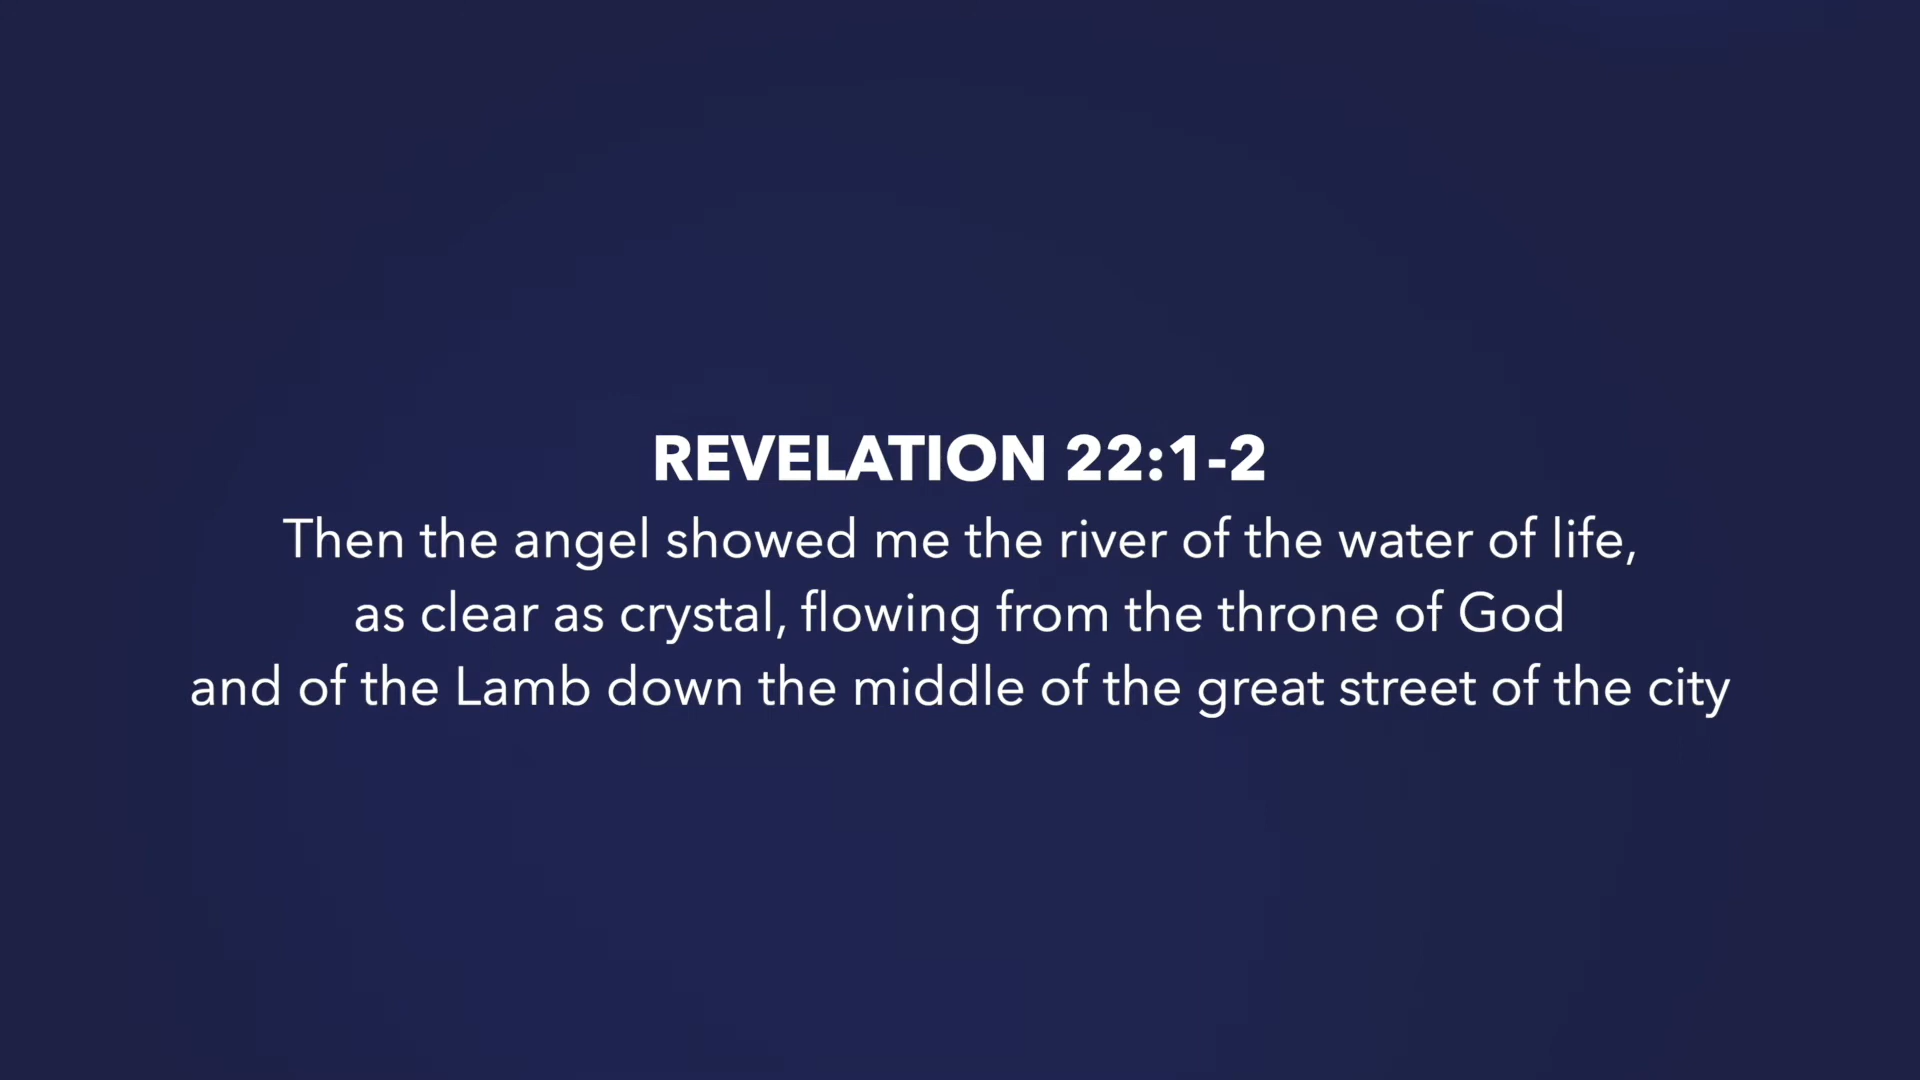 REVELATION 22:1-2
Then the angel showed me the river of the water of life,
as clear as crystal, flowing from the throne of God
and of the Lamb down the middle of the great street of the city